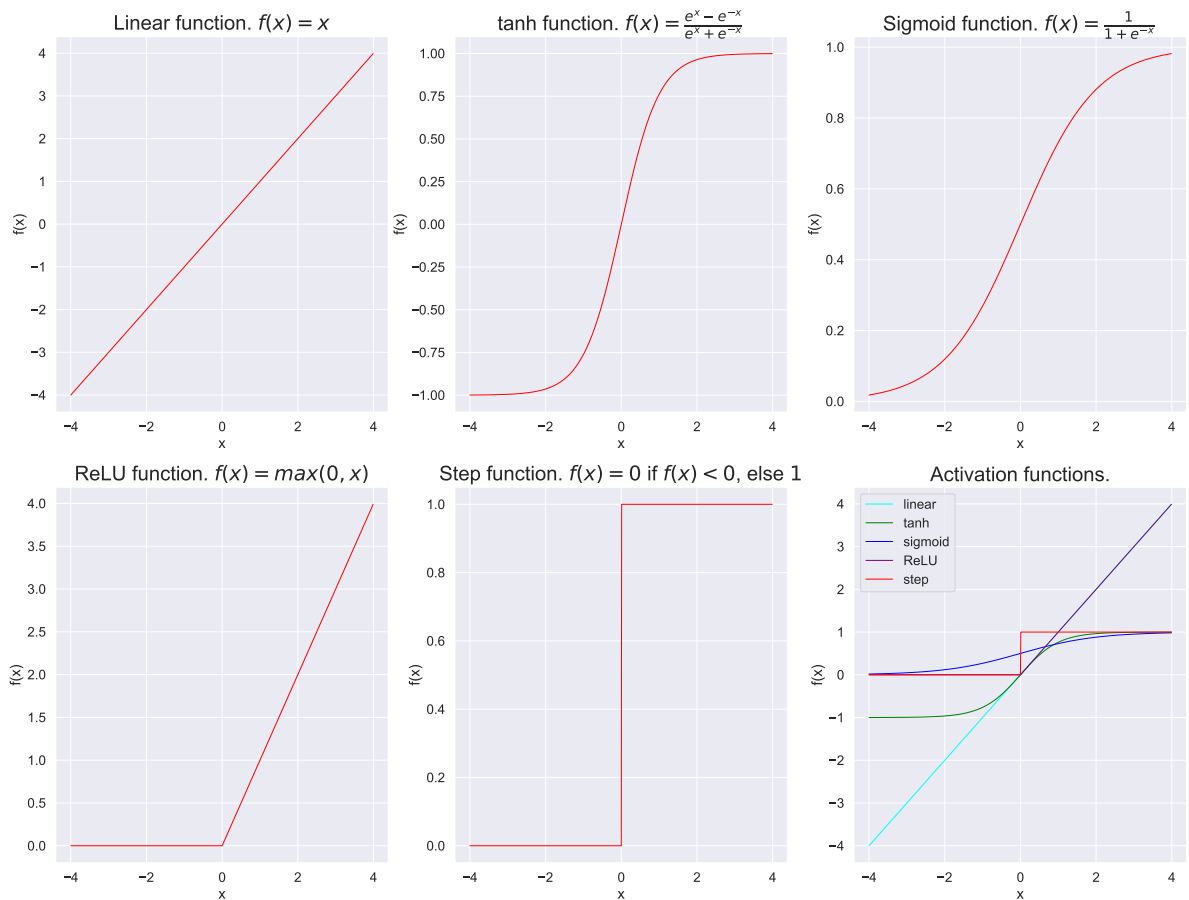 Linear function. f(x) = x
4
3
2
1
0
−1
−2
−3
−4
f(x)
−4 −2 0 2 4
x
tanh function. f(x) = \frac{e^x − e^{−x}}{e^x + e^{−x}}
1.00
0.75
0.50
0.25
0.00
−0.25
−0.50
−0.75
−1.00
f(x)
−4 −2 0 2 4
x
Sigmoid function. f(x) = \frac{1}{1 + e^{−x}}
1.0
0.8
0.6
0.4
0.2
0.0
f(x)
−4 −2 0 2 4
x
ReLU function. f(x) = max(0, x)
4.0
3.5
3.0
2.5
2.0
1.5
1.0
0.5
0.0
f(x)
−4 −2 0 2 4
x
Step function. f(x) = 0 if f(x) < 0, else 1
1.0
0.8
0.6
0.4
0.2
0.0
f(x)
−4 −2 0 2 4
x
Activation functions.
linear
tanh
sigmoid
ReLU
step
4
3
2
1
0
−1
−2
−3
−4
f(x)
−4 −2 0 2 4
x